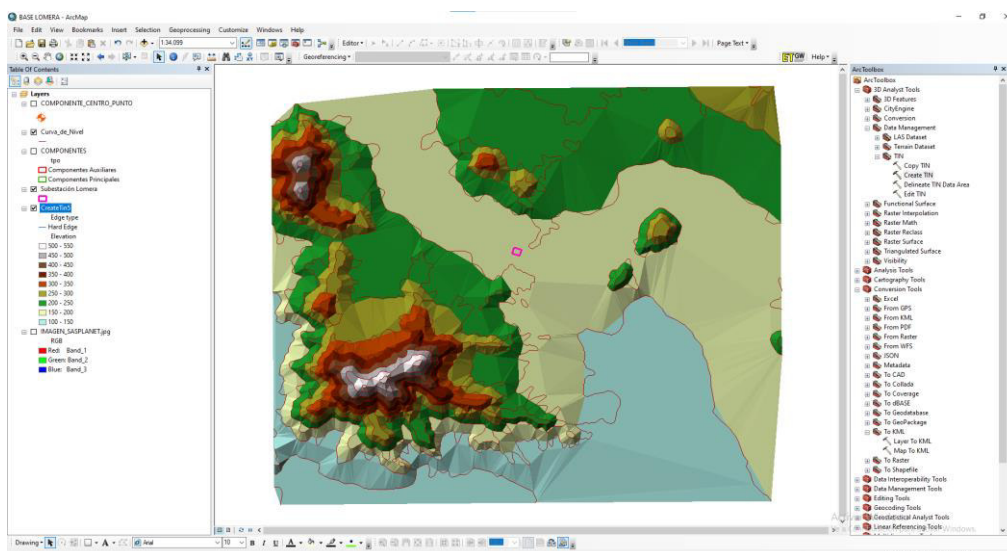 BASE LOMERA - ArcMap
File Edit View Bookmarks Insert Selection Geoprocessing Customize Windows Help
1:34.099
Editor
Page Text
Georeferencing
Help
Table Of Contents
Layers
COMPONENTE_CENTRO_PUNTO
Curva_de_Nivel
COMPONENTES
tpo
Componentes Auxiliares
Componentes Principales
Subestación Lomera
CreateTin5
Edge type
Hard Edge
Elevation
500 - 550
450 - 500
400 - 450
350 - 400
300 - 350
250 - 300
200 - 250
150 - 200
100 - 150
IMAGEN_SASPLANET.jpg
RGB
Red: Band_1
Green: Band_2
Blue: Band_3
ArcToolbox
ArcToolbox
3D Analyst Tools
3D Features
CityEngine
Conversion
Data Management
LAS Dataset
Terrain Dataset
TIN
Copy TIN
Create TIN
Delineate TIN Data Area
Edit TIN
Functional Surface
Raster Interpolation
Raster Math
Raster Reclass
Raster Surface
Triangulated Surface
Visibility
Analysis Tools
Cartography Tools
Conversion Tools
Excel
From GPS
From KML
From PDF
From Raster
From WFS
JSON
Metadata
To CAD
To Collada
To Coverage
To dBASE
To Geodatabase
To GeoPackage
To KML
Layer To KML
Map To KML
To Raster
To Shapefile
Data Interoperability Tools
Data Management Tools
Editing Tools
Geocoding Tools
Geostatistical Analyst Tools
Linear Referencing Tools
Drawing
Arial
10
B I U A